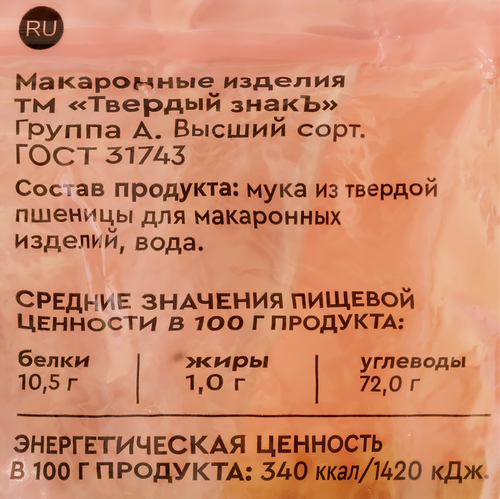 RU
Макаронные изделия
ТМ «Твердый знакЪ»
Группа А. Высший сорт.
ГОСТ 31743
Состав продукта: мука из твердой
пшеницы для макаронных
изделий, вода.
СРЕДНИЕ ЗНАЧЕНИЯ ПИЩЕВОЙ
ЦЕННОСТИ В 100 Г ПРОДУКТА:
белки жиры углеводы
10,5 г 1,0 г 72,0 г
ЭНЕРГЕТИЧЕСКАЯ ЦЕННОСТЬ
В 100 Г ПРОДУКТА: 340 ккал/1420 кДж.